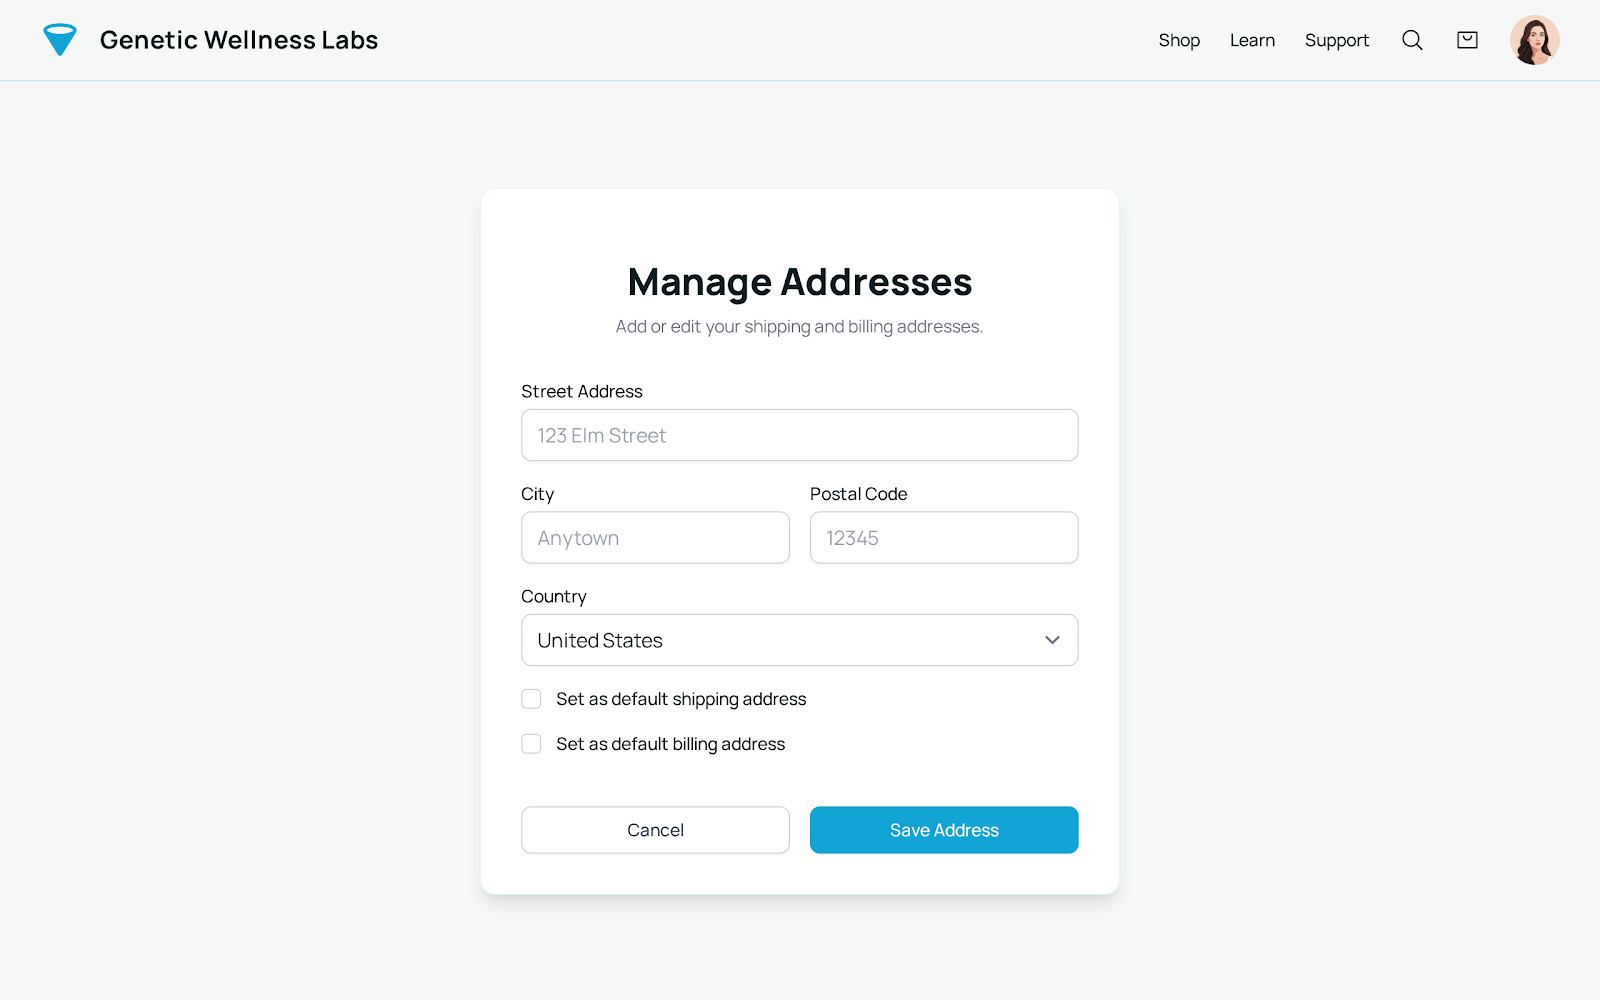 Genetic Wellness Labs
Shop
Learn
Support
Manage Addresses
Add or edit your shipping and billing addresses.
Street Address
123 Elm Street
City
Postal Code
Anytown
12345
Country
United States
Set as default shipping address
Set as default billing address
Cancel
Save Address